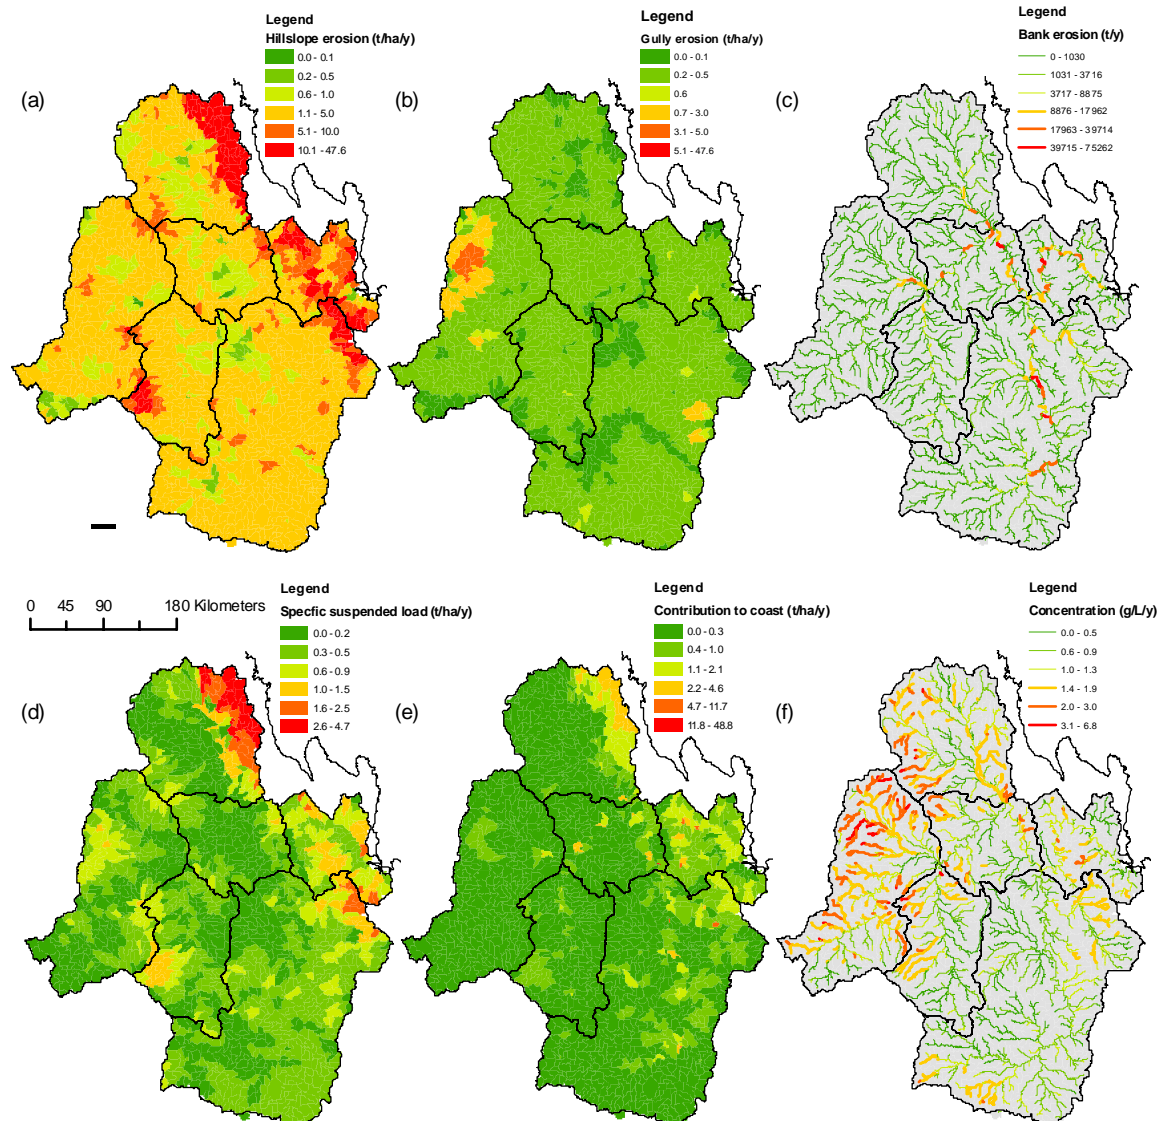 Legend
Hillslope erosion (t/ha/y)
0.0 - 0.1
0.2 - 0.5
0.6 - 1.0
1.1 - 5.0
5.1 - 10.0
10.1 - 47.6
(a)
Legend
Gully erosion (t/ha/y)
0.0 - 0.1
0.2 - 0.5
0.6
0.7 - 3.0
3.1 - 5.0
5.1 - 47.6
(b)
Legend
Bank erosion (t/y)
0 - 1030
1031 - 3716
3717 - 8875
8876 - 17962
17963 - 39714
39715 - 75262
(c)
0 45 90 180 Kilometers
Legend
Specfic suspended load (t/ha/y)
0.0 - 0.2
0.3 - 0.5
0.6 - 0.9
1.0 - 1.5
1.6 - 2.5
2.6 - 4.7
(d)
Legend
Contribution to coast (t/ha/y)
0.0 - 0.3
0.4 - 1.0
1.1 - 2.1
2.2 - 4.6
4.7 - 11.7
11.8 - 48.8
(e)
Legend
Concentration (g/L/y)
0.0 - 0.5
0.6 - 0.9
1.0 - 1.3
1.4 - 1.9
2.0 - 3.0
3.1 - 6.8
(f)